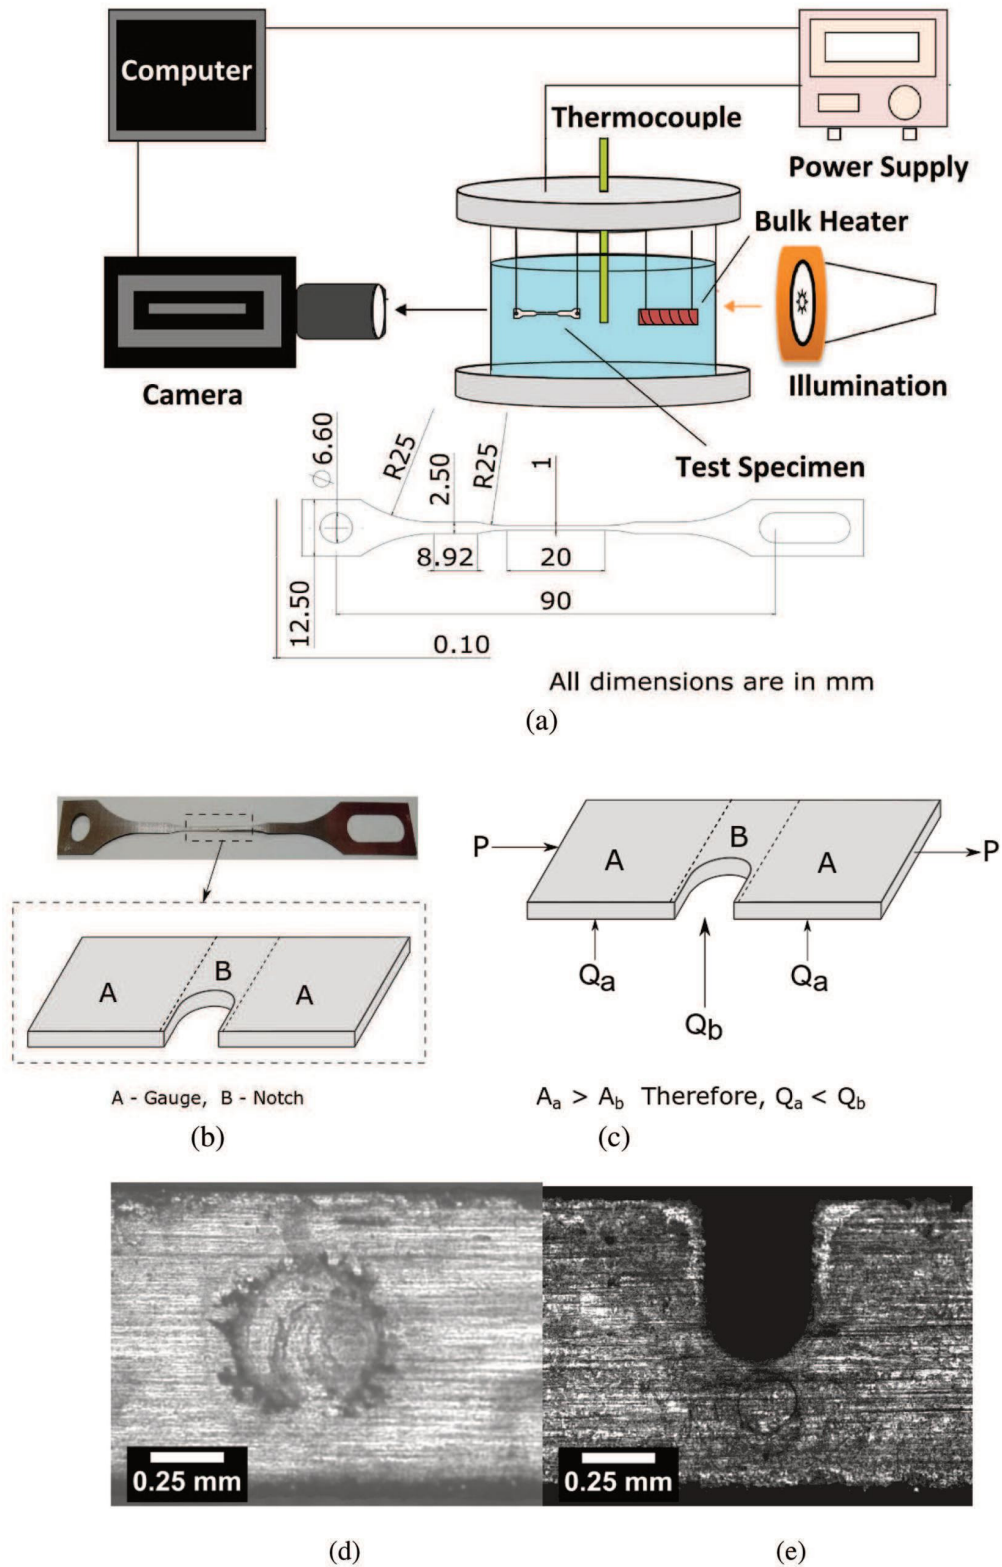 Computer
Thermocouple
Power Supply
Bulk Heater
Camera
Illumination
Test Specimen
∅ 6.60
R25
2.50
R25
1
8.92
20
12.50
90
0.10
All dimensions are in mm
(a)
B
A
A
A - Gauge, B - Notch
(b)
P
B
A
A
P
Qa
Qa
Qb
Aa > Ab Therefore, Qa < Qb
(c)
0.25 mm
0.25 mm
(d)
(e)